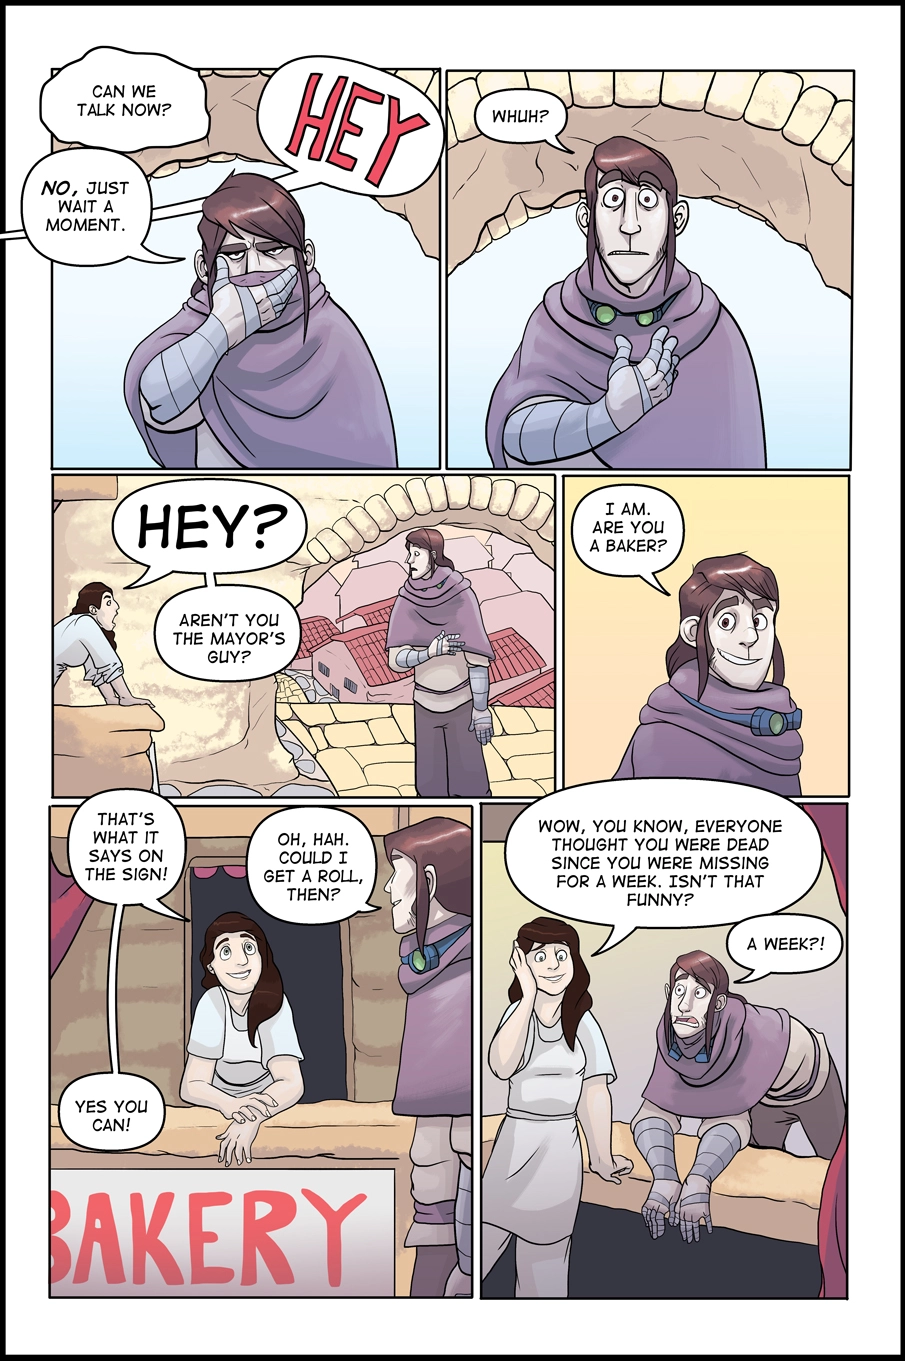 CAN WE
TALK NOW?
HEY
NO, JUST
WAIT A
MOMENT.
WHUH?
HEY?
AREN'T YOU
THE MAYOR'S
GUY?
I AM.
ARE YOU
A BAKER?
THAT'S
WHAT IT
SAYS ON
THE SIGN!
OH, HAH.
COULD I
GET A ROLL,
THEN?
YES YOU
CAN!
BAKERY
WOW, YOU KNOW, EVERYONE
THOUGHT YOU WERE DEAD
SINCE YOU WERE MISSING
FOR A WEEK. ISN'T THAT
FUNNY?
A WEEK?!